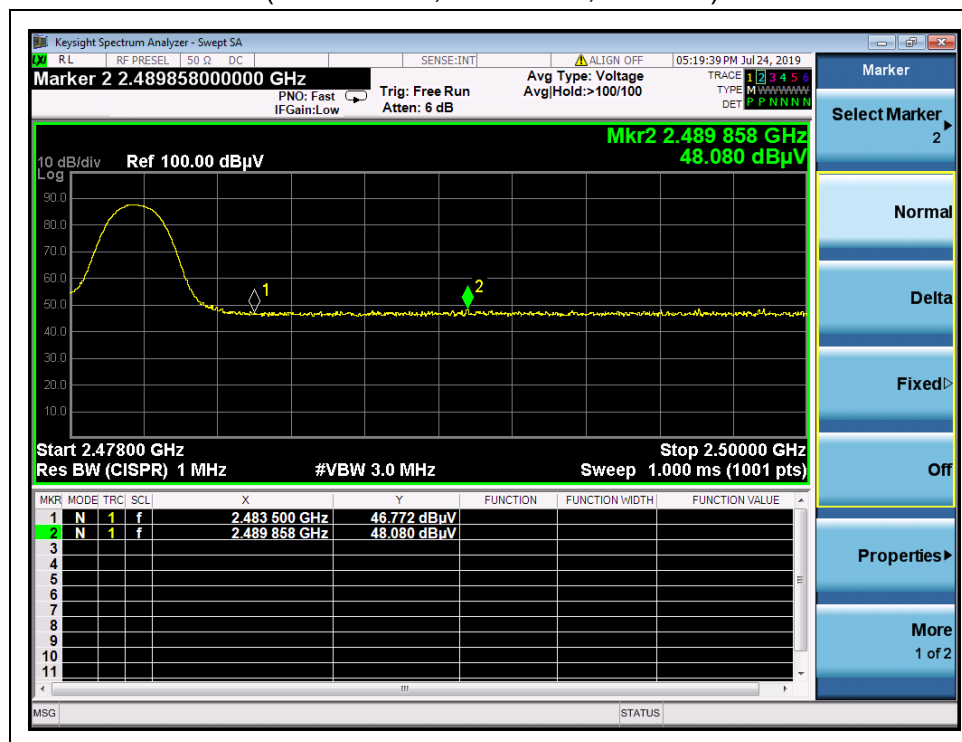 Keysight Spectrum Analyzer - Swept SA
RL RF PRESEL 50 Ω DC SENSE:INT ALIGN OFF 05:19:39 PM Jul 24, 2019
Marker 2 2.489858000000 GHz
PNO: Fast
IFGain:Low
Trig: Free Run
Atten: 6 dB
Avg Type: Voltage
Avg|Hold:>100/100
TRACE 1 2 3 4 5 6
TYPE M W W W W W
DET P P N N N N
Mkr2 2.489 858 GHz
48.080 dBµV
10 dB/div Ref 100.00 dBµV
Log
90.0
80.0
70.0
60.0
50.0
40.0
30.0
20.0
10.0
1
2
Start 2.47800 GHz Stop 2.50000 GHz
Res BW (CISPR) 1 MHz #VBW 3.0 MHz Sweep 1.000 ms (1001 pts)
MKR MODE TRC SCL X Y FUNCTION FUNCTION WIDTH FUNCTION VALUE
1 N 1 f 2.483 500 GHz 46.772 dBµV
2 N 1 f 2.489 858 GHz 48.080 dBµV
3
4
5
6
7
8
9
10
11
MSG STATUS
Marker
Select Marker
2
Normal
Delta
Fixed
Off
Properties
More
1 of 2